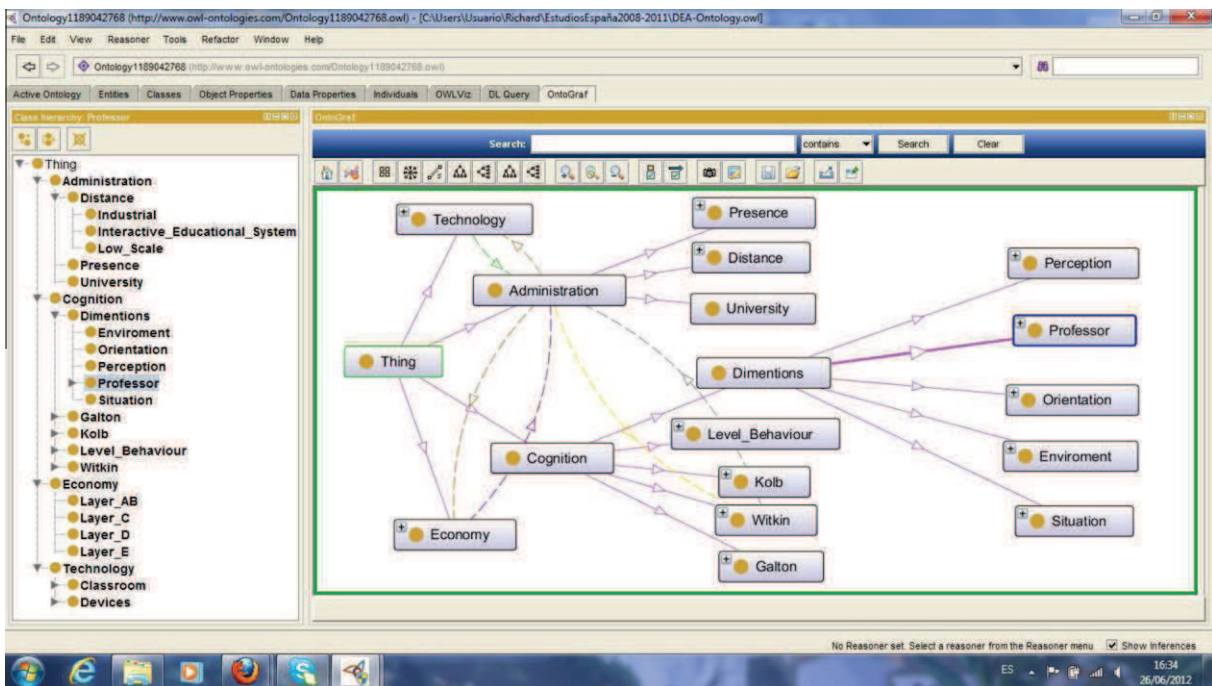 Ontology1189042768 (http://www.owl-ontologies.com/Ontology1189042768.owl) - [C:\Users\Usuario\Richard\EstudiosEspaña2008-2011\DEA-Ontology.owl]
File Edit View Reasoner Tools Refactor Window Help
Ontology1189042768 (http://www.owl-ontologies.com/Ontology1189042768.owl)
Active Ontology Entities Classes Object Properties Data Properties Individuals OWLViz DL Query OntoGraf
Class hierarchy: Professor
OntoGraf
Search: contains Search Clear
Thing
Administration
Distance
Industrial
Interactive_Educational_System
Low_Scale
Presence
University
Cognition
Dimentions
Enviroment
Orientation
Perception
Professor
Situation
Galton
Kolb
Level_Behaviour
Witkin
Economy
Layer_AB
Layer_C
Layer_D
Layer_E
Technology
Classroom
Devices
Technology
Presence
Distance
Administration
University
Thing
Dimentions
Level_Behaviour
Cognition
Kolb
Witkin
Economy
Galton
Perception
Professor
Orientation
Enviroment
Situation
No Reasoner set. Select a reasoner from the Reasoner menu Show Inferences
ES
16:34
26/06/2012